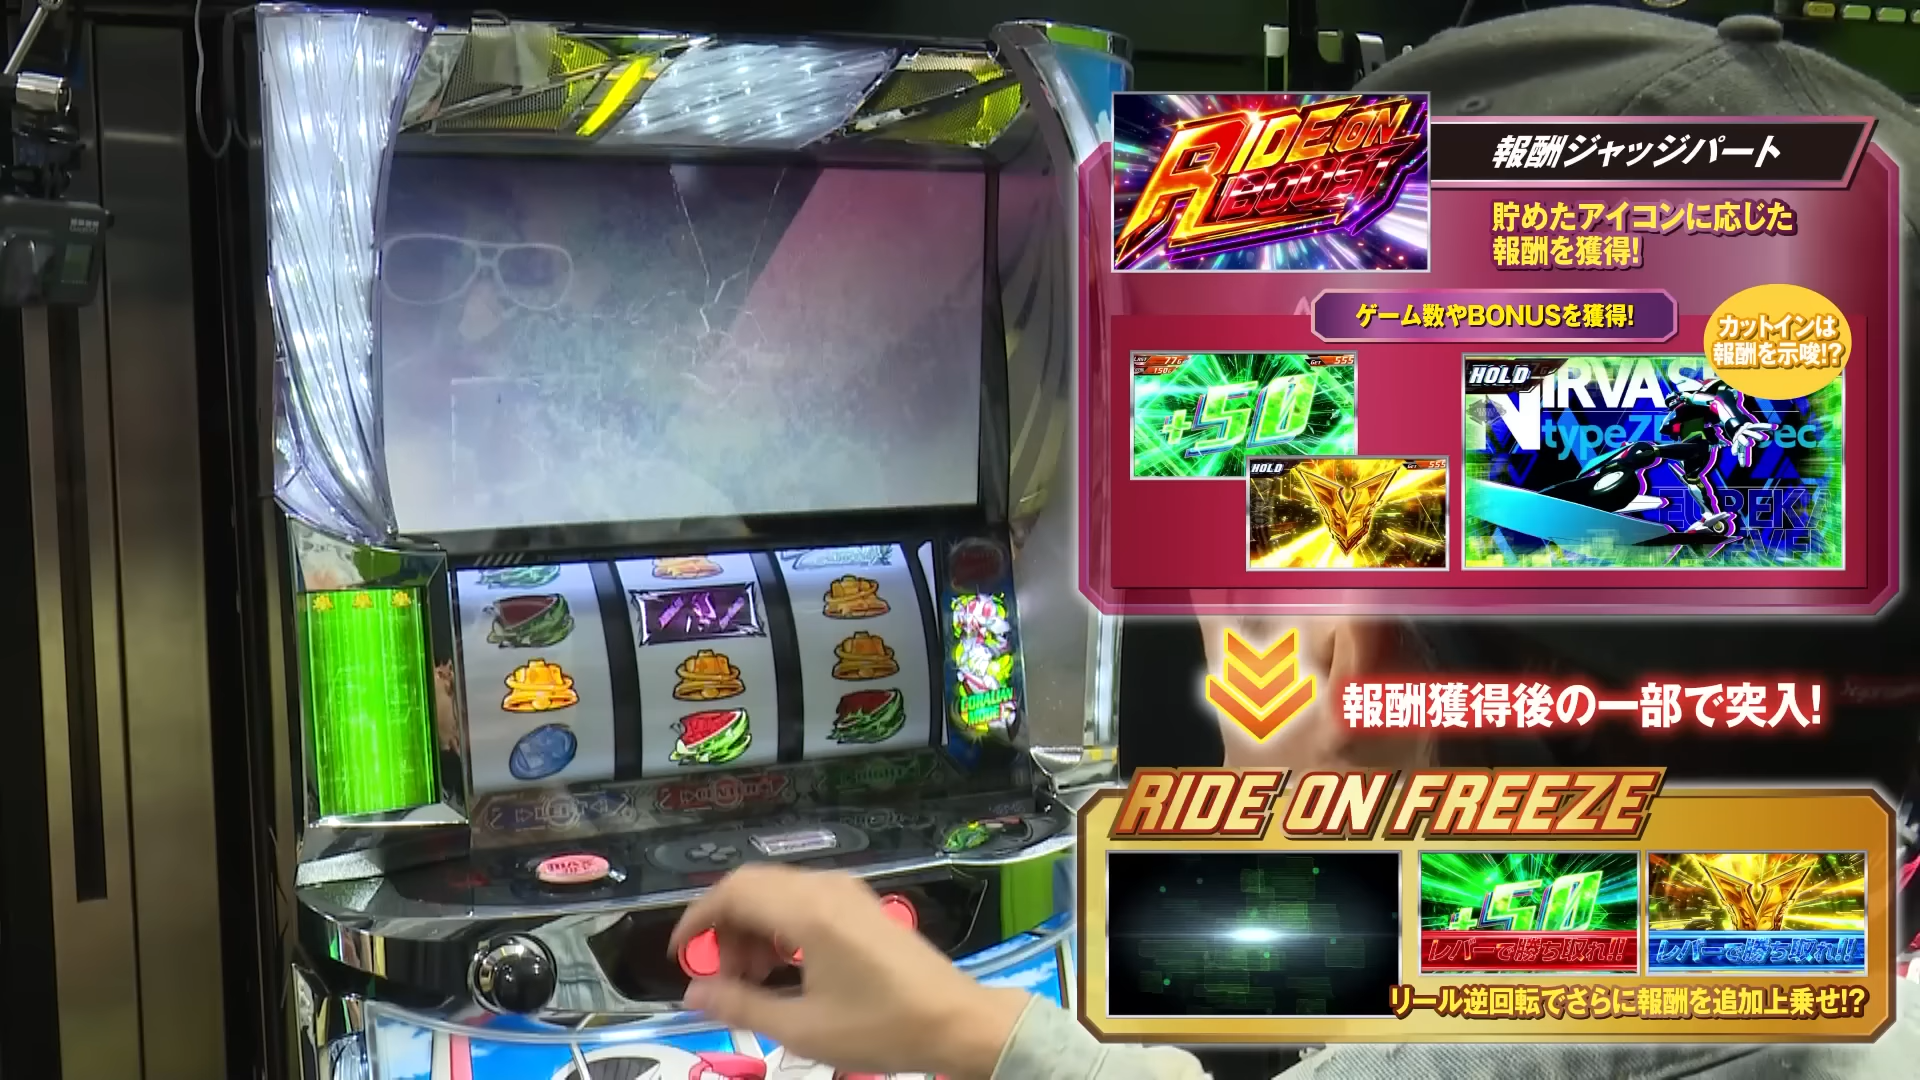 RIDE ON
BOOST
報酬ジャッジパート
貯めたアイコンに応じた
報酬を獲得!
ゲーム数やBONUSを獲得!
カットインは
報酬を示唆!?
+50
HOLD
HOLD
NIRVASH
typeZERO
EUREKA
報酬獲得後の一部で突入!
RIDE ON FREEZE
+50
レバーで勝ち取れ!!
レバーで勝ち取れ!!
リール逆回転でさらに報酬を追加上乗せ!?
CORALIAN
MODE